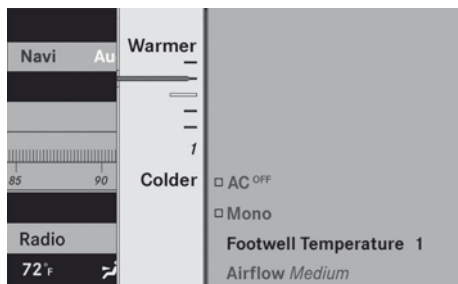 Navi Au
Warmer
1
Colder
85 90
AC OFF
Mono
Radio
Footwell Temperature 1
72°F
Airflow Medium